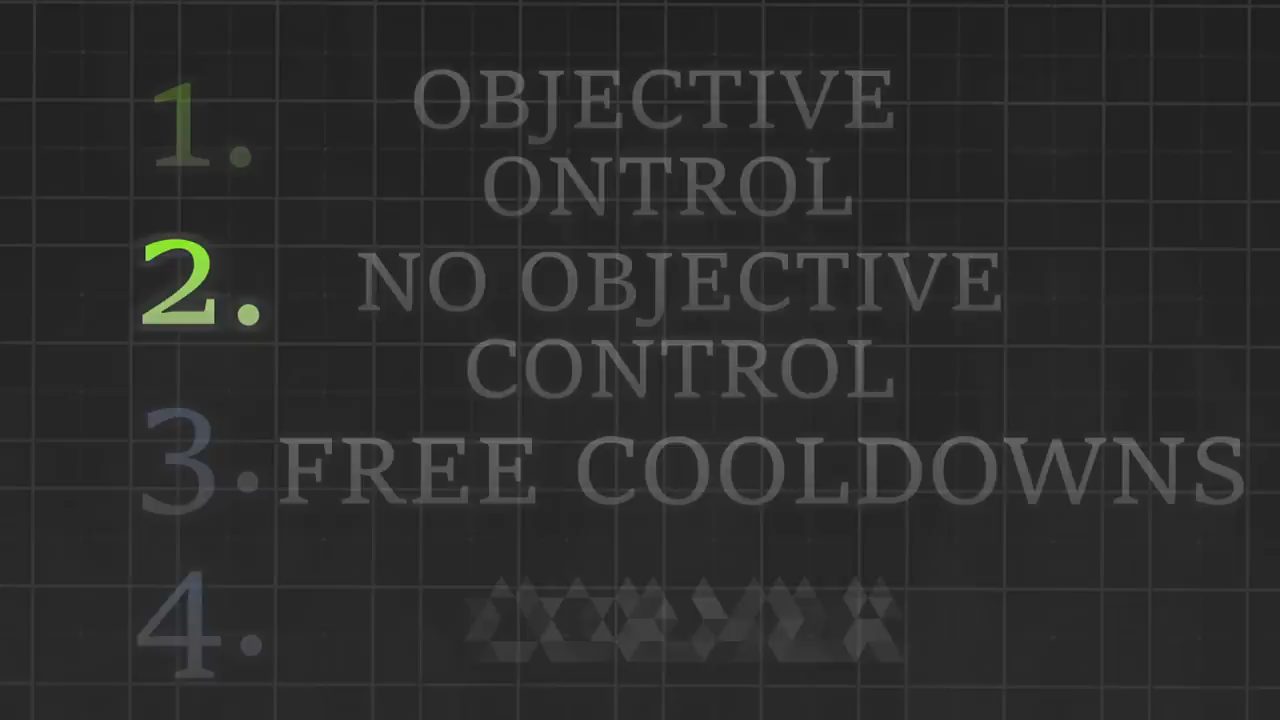 1. OBJECTIVE
ONTROL
2. NO OBJECTIVE
CONTROL
3. FREE COOLDOWNS
4.